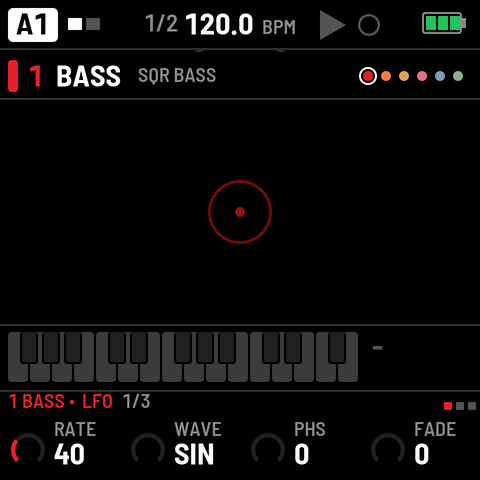 A1 1/2 120.0 BPM
1 BASS SQR BASS
-
1 BASS • LFO 1/3
RATE WAVE PHS FADE
40 SIN 0 0